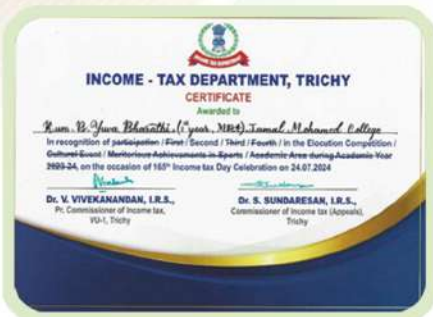 INCOME - TAX DEPARTMENT, TRICHY
CERTIFICATE
Awarded to
Kum. B. Yuva Bharathi, (I year, MBA), Jamal Mohamed College
In recognition of participation / First / Second / Third / Fourth / in the Elocution Competition /
Cultural Event / Meritorious Achievements in Sports / Academic Area during Academic Year
2023-24, on the occasion of 165th Income tax Day Celebration on 24.07.2024
Dr. V. VIVEKANANDAN, I.R.S.,
Pr. Commissioner of Income tax,
Trichy
Dr. S. SUNDARESAN, I.R.S.,
Commissioner of Income tax (Appeals),
Trichy